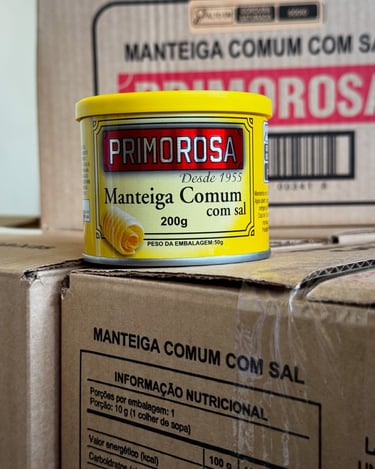 MANTEIGA COMUM COM
PRIMOROSA
PRIMOROSA
Desde 1955
Manteiga Comum
com sal
200g
PESO DA EMBALAGEM:50g
MANTEIGA COMUM COM SAL
INFORMAÇÃO NUTRICIONAL
Porções por embalagem: 1
Porção: 10 g (1 colher de sopa)
100 g
Valor energético (kcal)
Carboidratos